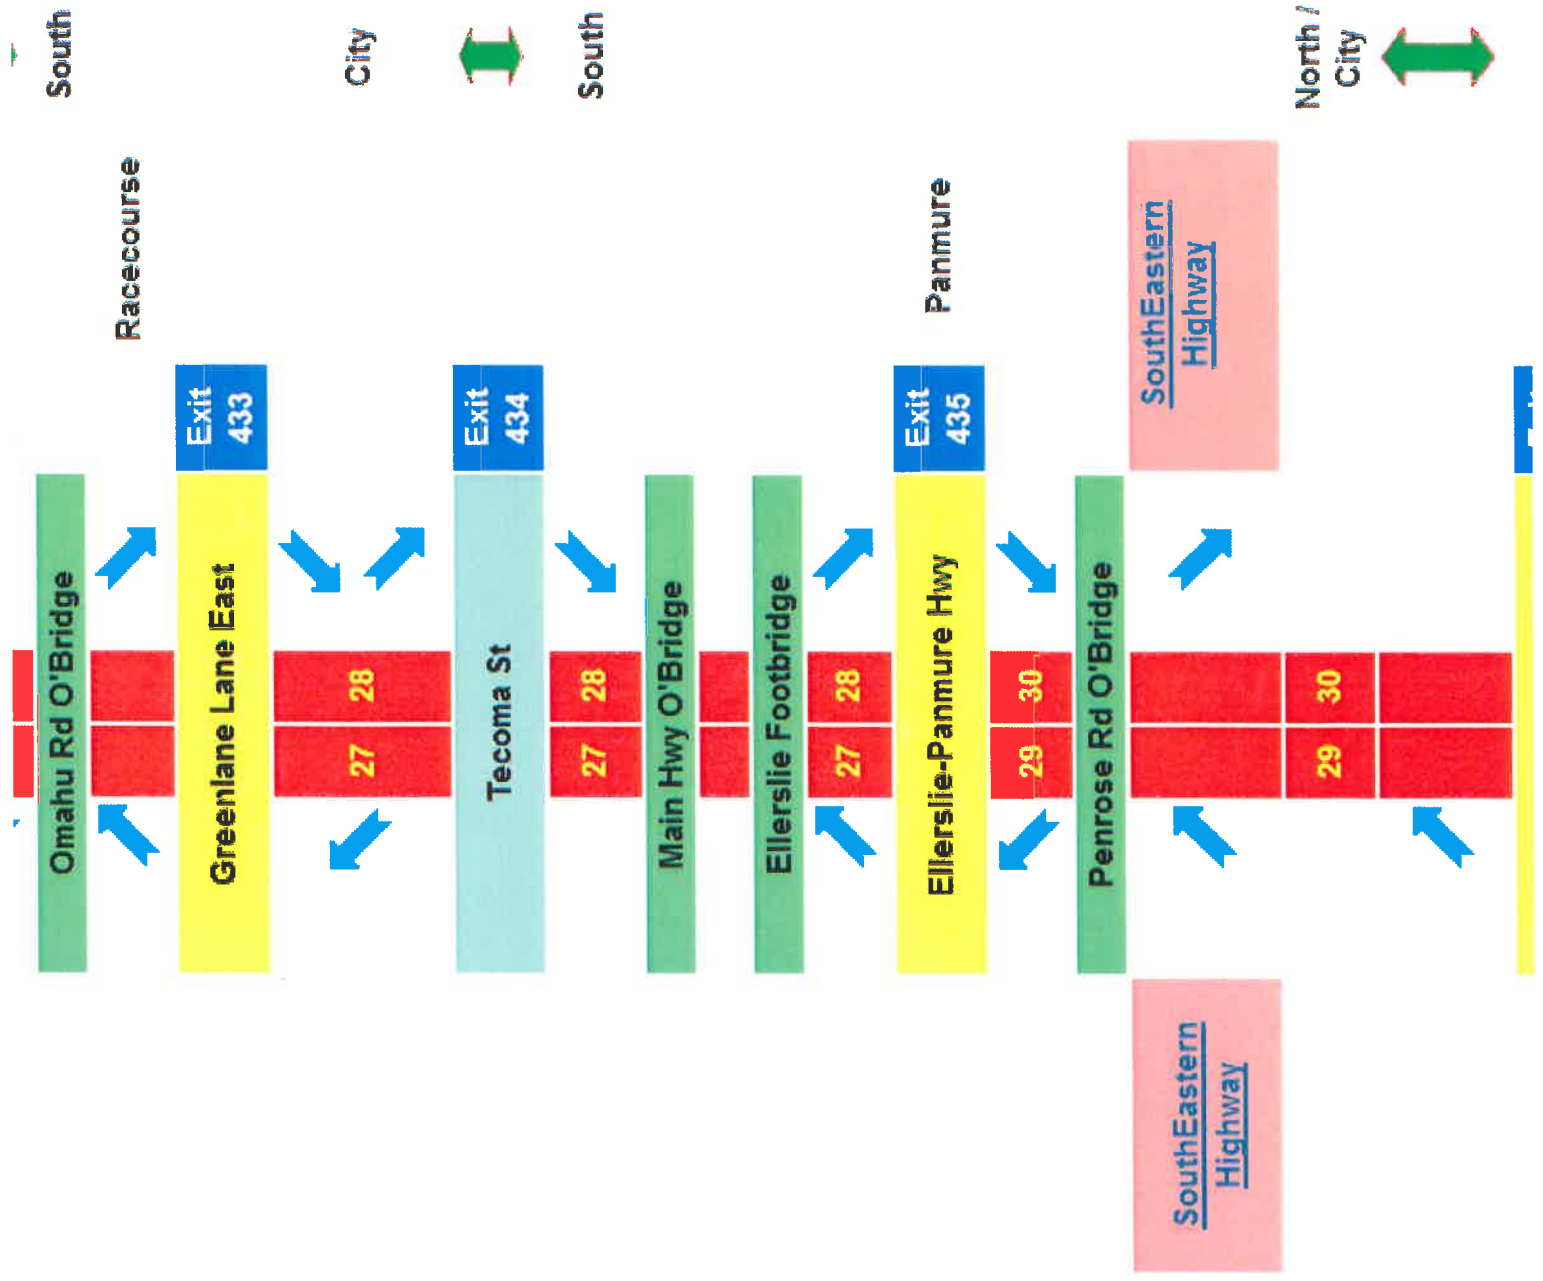 South
Omahu Rd O'Bridge
Racecourse
Greenlane Lane East
Exit
433
City
27
28
Tecoma St
Exit
434
South
27
28
Main Hwy O'Bridge
Ellerslie Footbridge
27
28
Ellerslie-Panmure Hwy
Exit
435
Panmure
29
30
Penrose Rd O'Bridge
SouthEastern
Highway
SouthEastern
Highway
29
30
North /
City